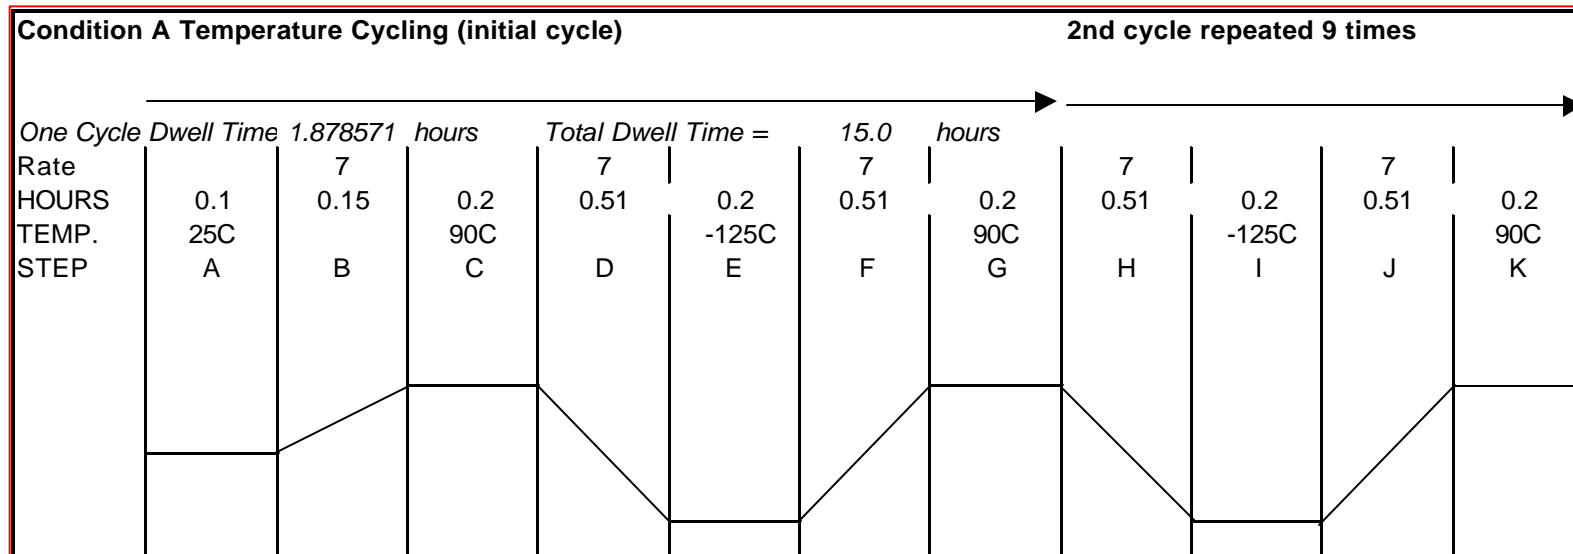 Condition A Temperature Cycling (initial cycle) 2nd cycle repeated 9 times
One Cycle Dwell Time 1.878571 hours Total Dwell Time = 15.0 hours
Rate 7 7 7 7 7
HOURS 0.1 0.15 0.2 0.51 0.2 0.51 0.2 0.51 0.2 0.51 0.2
TEMP. 25C 90C -125C 90C -125C 90C
STEP A B C D E F G H I J K